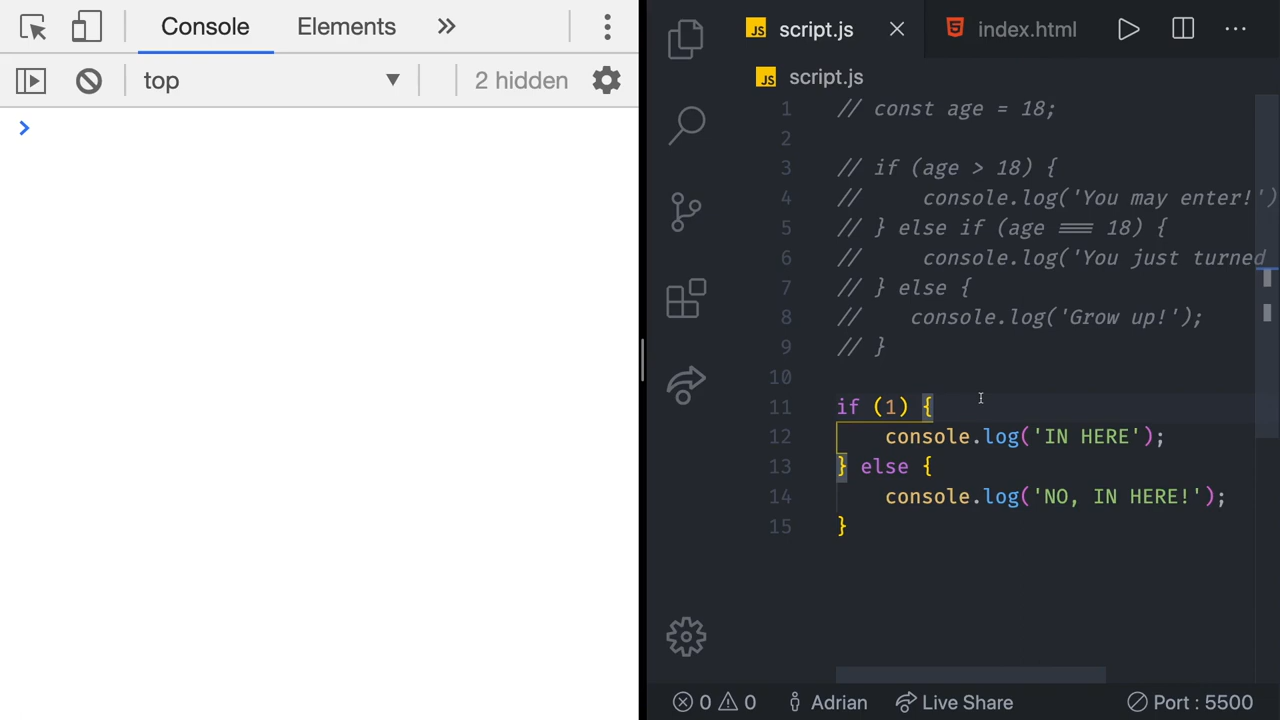 Console Elements
top 2 hidden
>
JS script.js index.html
JS script.js
1 // const age = 18;
2
3 // if (age > 18) {
4 //     console.log('You may enter!')
5 // } else if (age === 18) {
6 //     console.log('You just turned
7 // } else {
8 //    console.log('Grow up!');
9 // }
10
11 if (1) {
12     console.log('IN HERE');
13 } else {
14     console.log('NO, IN HERE!');
15 }
0 0 Adrian Live Share Port : 5500